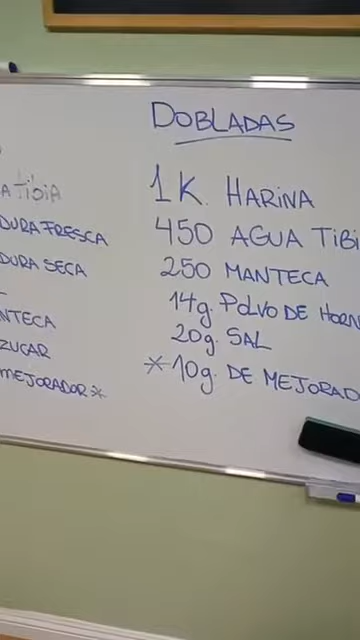 DOBLADAS
1K. HARINA
450 AGUA TIBI
250 MANTECA
14g. POLVO DE HORN
20g. SAL
*10g. DE MEJORAD
A TIBIA
DURA FRESCA
DURA SECA
NTECA
ZUCAR
MEJORADOR*